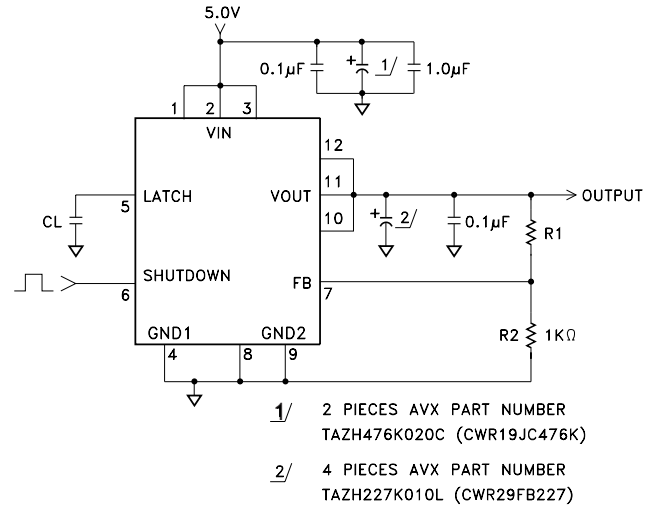 5.0V
0.1µF
+
1/
1.0µF
1
2
3
VIN
12
LATCH
VOUT
11
OUTPUT
5
CL
10
+
2/
0.1µF
R1
SHUTDOWN
FB
6
7
R2
1KΩ
GND1
GND2
4
8
9
1/ 2 PIECES AVX PART NUMBER
TAZH476K020C (CWR19JC476K)
2/ 4 PIECES AVX PART NUMBER
TAZH227K010L (CWR29FB227)